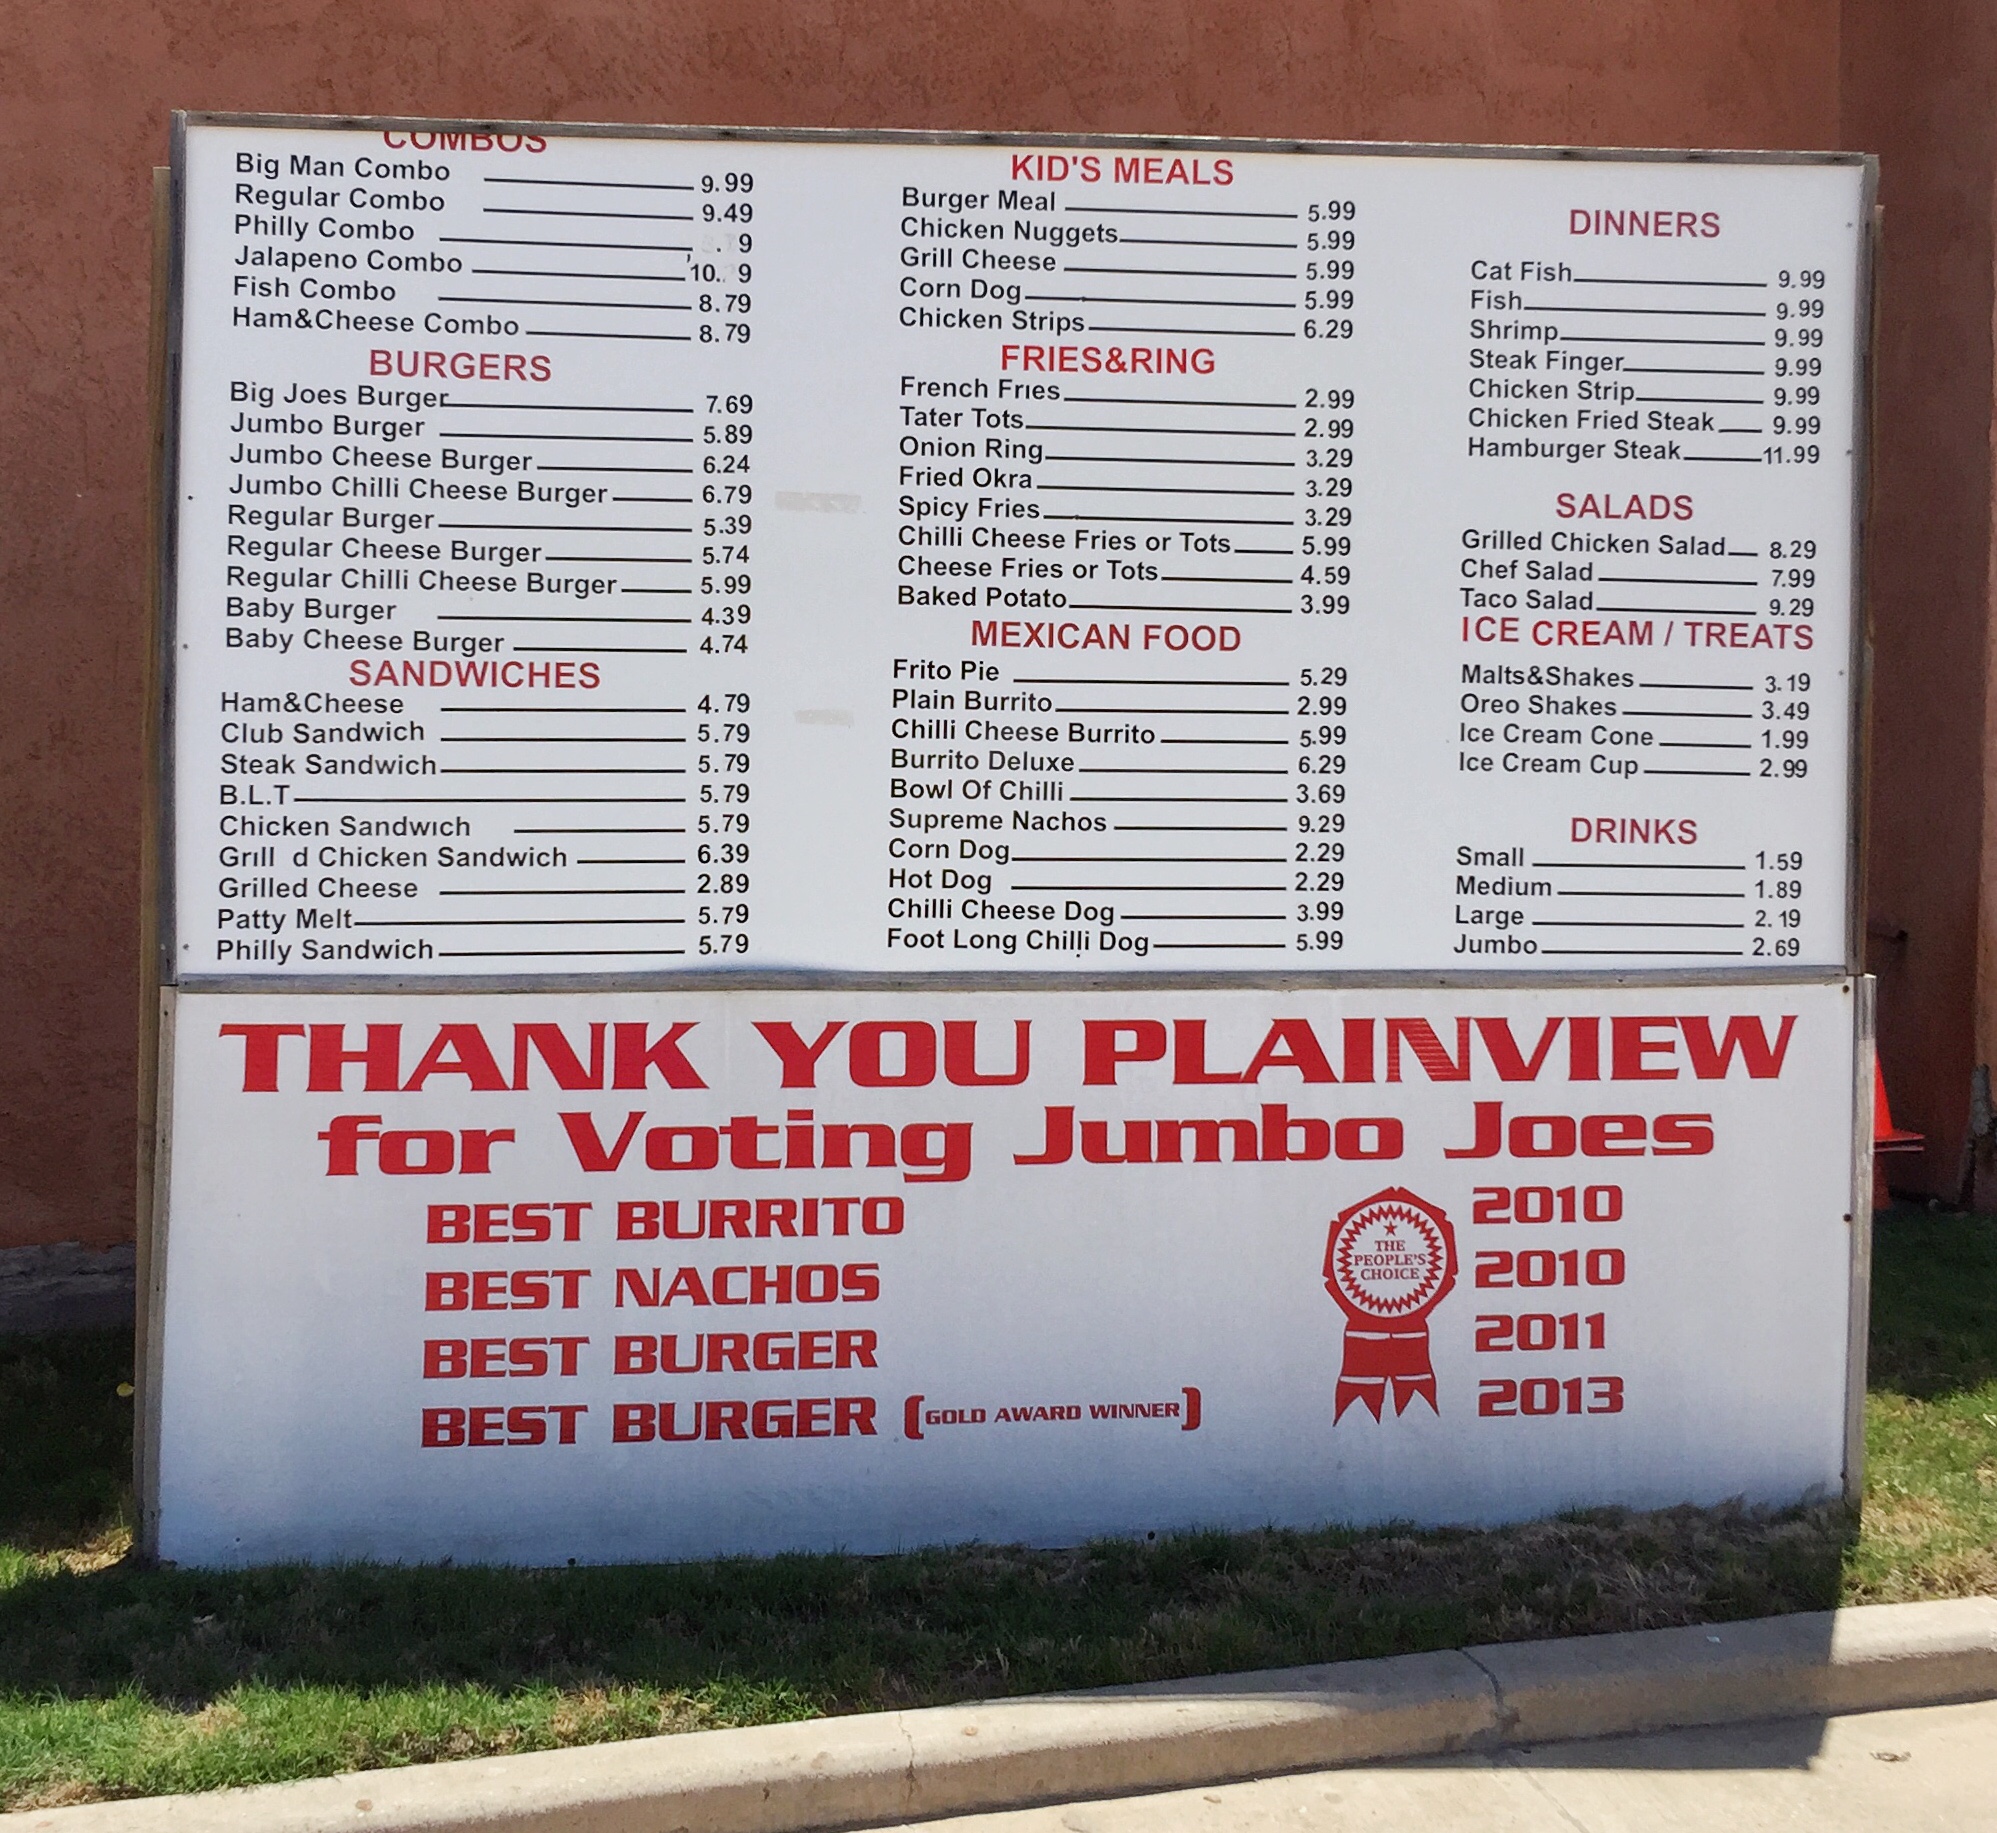 COMBOS
Big Man Combo 9.99
Regular Combo 9.49
Philly Combo . 9
Jalapeno Combo 10. 9
Fish Combo 8.79
Ham&Cheese Combo 8.79
BURGERS
Big Joes Burger 7.69
Jumbo Burger 5.89
Jumbo Cheese Burger 6.24
Jumbo Chilli Cheese Burger 6.79
Regular Burger 5.39
Regular Cheese Burger 5.74
Regular Chilli Cheese Burger 5.99
Baby Burger 4.39
Baby Cheese Burger 4.74
SANDWICHES
Ham&Cheese 4.79
Club Sandwich 5.79
Steak Sandwich 5.79
B.L.T 5.79
Chicken Sandwich 5.79
Grill d Chicken Sandwich 6.39
Grilled Cheese 2.89
Patty Melt 5.79
Philly Sandwich 5.79
KID'S MEALS
Burger Meal 5.99
Chicken Nuggets 5.99
Grill Cheese 5.99
Corn Dog 5.99
Chicken Strips 6.29
FRIES&RING
French Fries 2.99
Tater Tots 2.99
Onion Ring 3.29
Fried Okra 3.29
Spicy Fries 3.29
Chilli Cheese Fries or Tots 5.99
Cheese Fries or Tots 4.59
Baked Potato 3.99
MEXICAN FOOD
Frito Pie 5.29
Plain Burrito 2.99
Chilli Cheese Burrito 5.99
Burrito Deluxe 6.29
Bowl Of Chilli 3.69
Supreme Nachos 9.29
Corn Dog 2.29
Hot Dog 2.29
Chilli Cheese Dog 3.99
Foot Long Chilli Dog 5.99
DINNERS
Cat Fish 9.99
Fish 9.99
Shrimp 9.99
Steak Finger 9.99
Chicken Strip 9.99
Chicken Fried Steak 9.99
Hamburger Steak 11.99
SALADS
Grilled Chicken Salad 8.29
Chef Salad 7.99
Taco Salad 9.29
ICE CREAM / TREATS
Malts&Shakes 3.19
Oreo Shakes 3.49
Ice Cream Cone 1.99
Ice Cream Cup 2.99
DRINKS
Small 1.59
Medium 1.89
Large 2.19
Jumbo 2.69
THANK YOU PLAINVIEW
for Voting Jumbo Joes
BEST BURRITO 2010
BEST NACHOS 2010
BEST BURGER 2011
BEST BURGER (GOLD AWARD WINNER) 2013
THE
PEOPLE'S
CHOICE